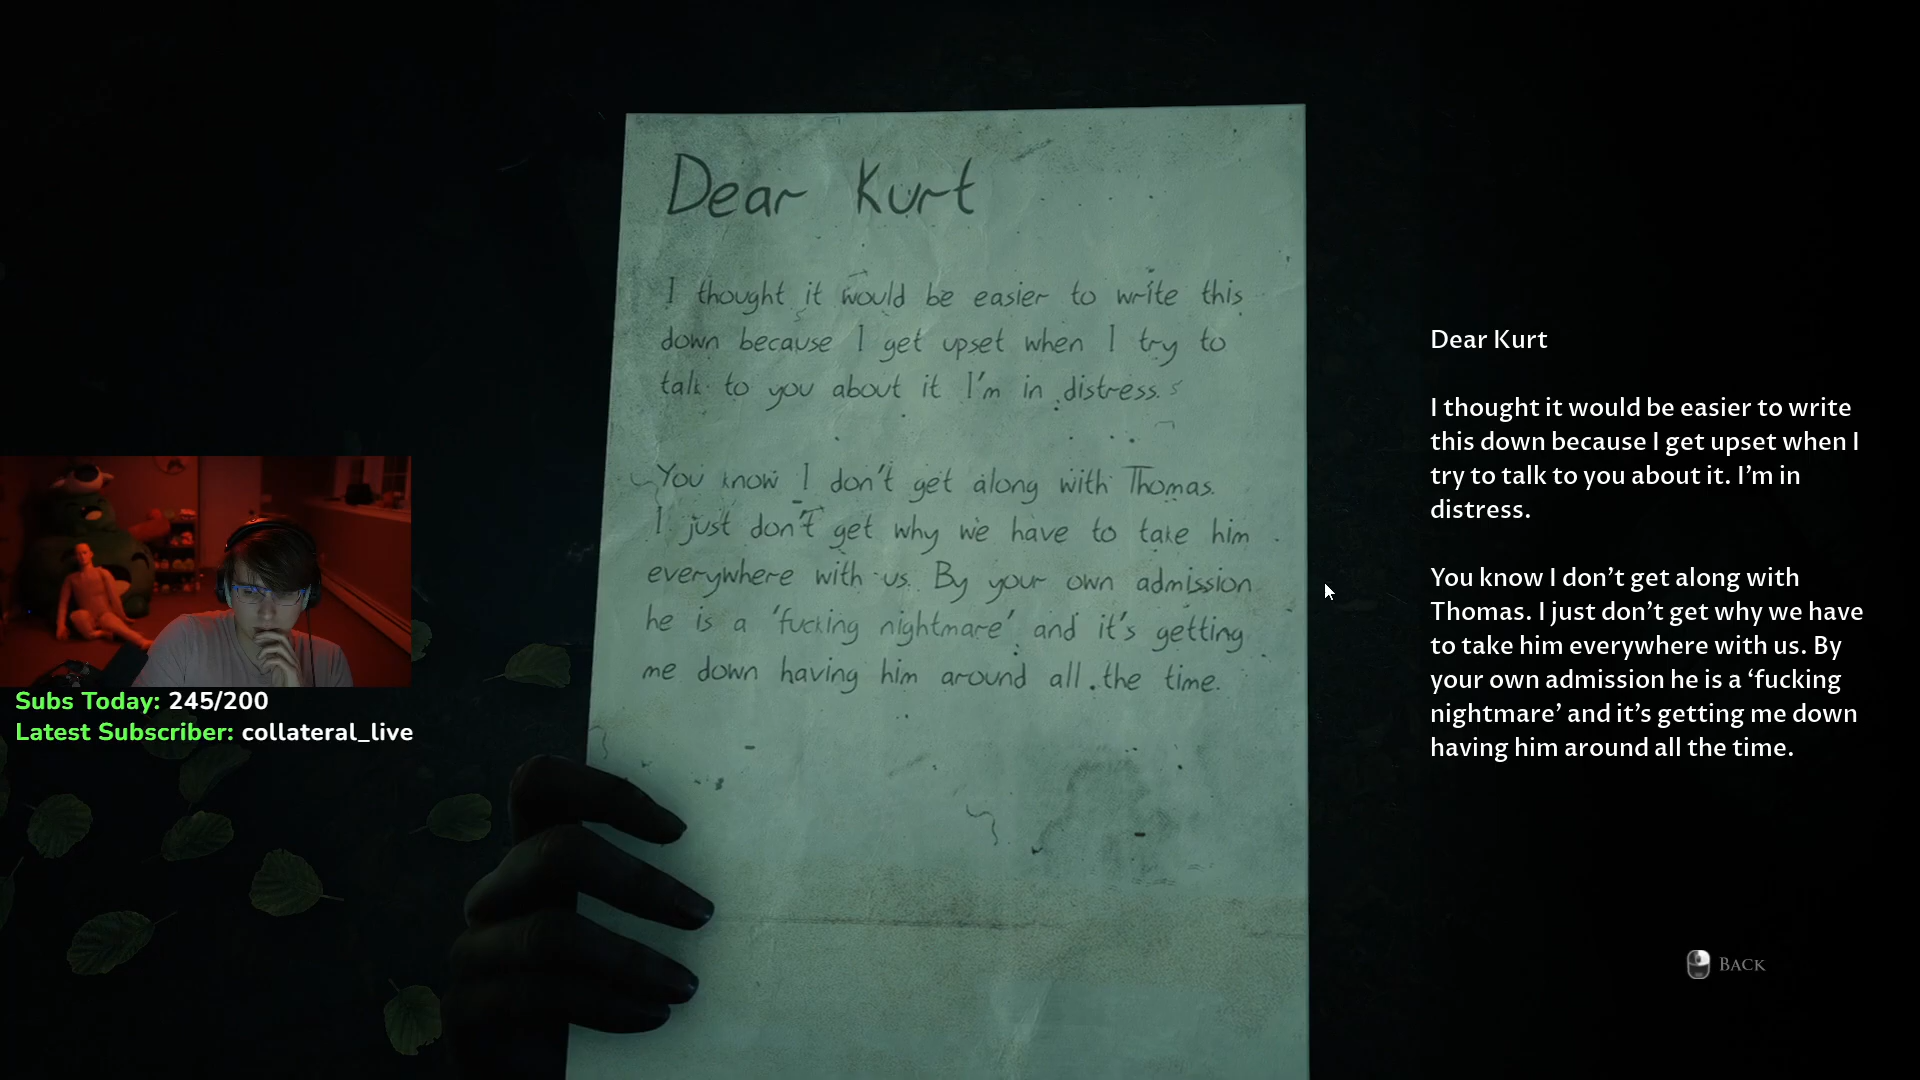 Dear Kurt
I thought it would be easier to write this
down because I get upset when I try to
talk to you about it I'm in distress.
You know I don't get along with Thomas.
I just don't get why we have to take him
everywhere with us. By your own admission
he is a 'fucking nightmare' and it's getting
me down having him around all the time.
Dear Kurt
I thought it would be easier to write
this down because I get upset when I
try to talk to you about it. I’m in
distress.
You know I don’t get along with
Thomas. I just don’t get why we have
to take him everywhere with us. By
your own admission he is a ‘fucking
nightmare’ and it’s getting me down
having him around all the time.
Subs Today: 245/200
Latest Subscriber: collateral_live
BACK